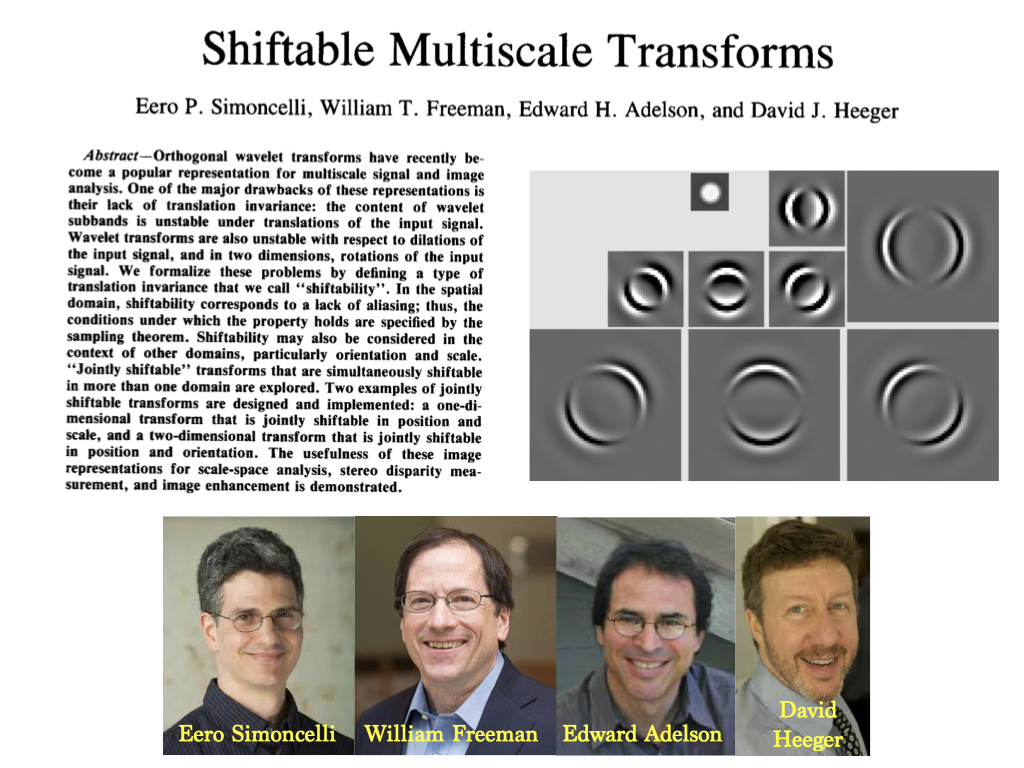 Shiftable Multiscale Transforms
Eero P. Simoncelli, William T. Freeman, Edward H. Adelson, and David J. Heeger
Abstract—Orthogonal wavelet transforms have recently be-
come a popular representation for multiscale signal and image
analysis. One of the major drawbacks of these representations is
their lack of translation invariance: the content of wavelet
subbands is unstable under translations of the input signal.
Wavelet transforms are also unstable with respect to dilations of
the input signal, and in two dimensions, rotations of the input
signal. We formalize these problems by defining a type of
translation invariance that we call “shiftability”. In the spatial
domain, shiftability corresponds to a lack of aliasing; thus, the
conditions under which the property holds are specified by the
sampling theorem. Shiftability may also be considered in the
context of other domains, particularly orientation and scale.
“Jointly shiftable” transforms that are simultaneously shiftable
in more than one domain are explored. Two examples of jointly
shiftable transforms are designed and implemented: a one-di-
mensional transform that is jointly shiftable in position and
scale, and a two-dimensional transform that is jointly shiftable
in position and orientation. The usefulness of these image
representations for scale-space analysis, stereo disparity mea-
surement, and image enhancement is demonstrated.
Eero Simoncelli
William Freeman
Edward Adelson
David
Heeger